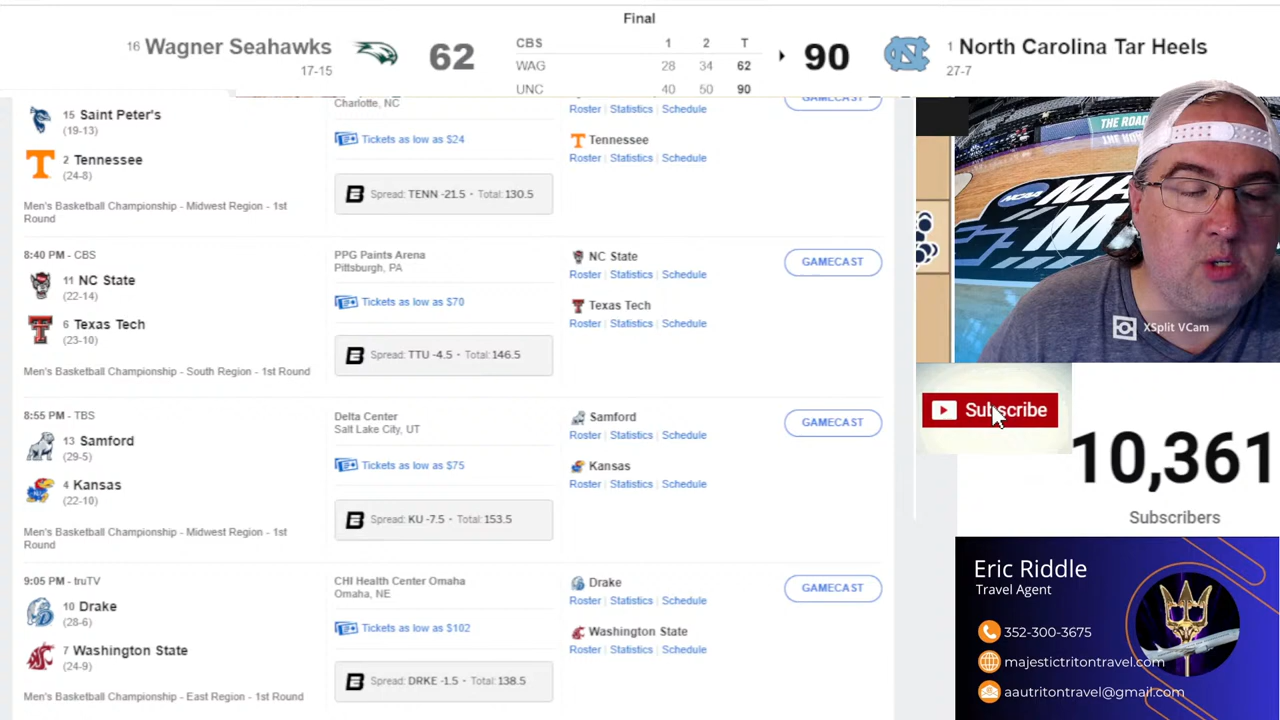 Final
16 Wagner Seahawks
17-15
62
CBS 1 2 T
WAG 28 34 62
UNC 40 50 90
90
1 North Carolina Tar Heels
27-7
15 Saint Peter's
(19-13)
2 Tennessee
(24-8)
Men's Basketball Championship - Midwest Region - 1st
Round
Charlotte, NC
Tickets as low as $24
Spread: TENN -21.5 • Total: 130.5
Roster | Statistics | Schedule
Tennessee
Roster | Statistics | Schedule
GAMECAST
8:40 PM - CBS
11 NC State
(22-14)
6 Texas Tech
(23-10)
Men's Basketball Championship - South Region - 1st Round
PPG Paints Arena
Pittsburgh, PA
Tickets as low as $70
Spread: TTU -4.5 • Total: 146.5
NC State
Roster | Statistics | Schedule
Texas Tech
Roster | Statistics | Schedule
GAMECAST
8:55 PM - TBS
13 Samford
(29-5)
4 Kansas
(22-10)
Men's Basketball Championship - Midwest Region - 1st
Round
Delta Center
Salt Lake City, UT
Tickets as low as $75
Spread: KU -7.5 • Total: 153.5
Samford
Roster | Statistics | Schedule
Kansas
Roster | Statistics | Schedule
GAMECAST
9:05 PM - truTV
10 Drake
(28-6)
7 Washington State
(24-9)
Men's Basketball Championship - East Region - 1st Round
CHI Health Center Omaha
Omaha, NE
Tickets as low as $102
Spread: DRKE -1.5 • Total: 138.5
Drake
Roster | Statistics | Schedule
Washington State
Roster | Statistics | Schedule
GAMECAST
THE ROAD
NCAA
MA
M
XSplit VCam
Subscribe
10,361
Subscribers
Eric Riddle
Travel Agent
352-300-3675
majestictritontravel.com
aautritontravel@gmail.com